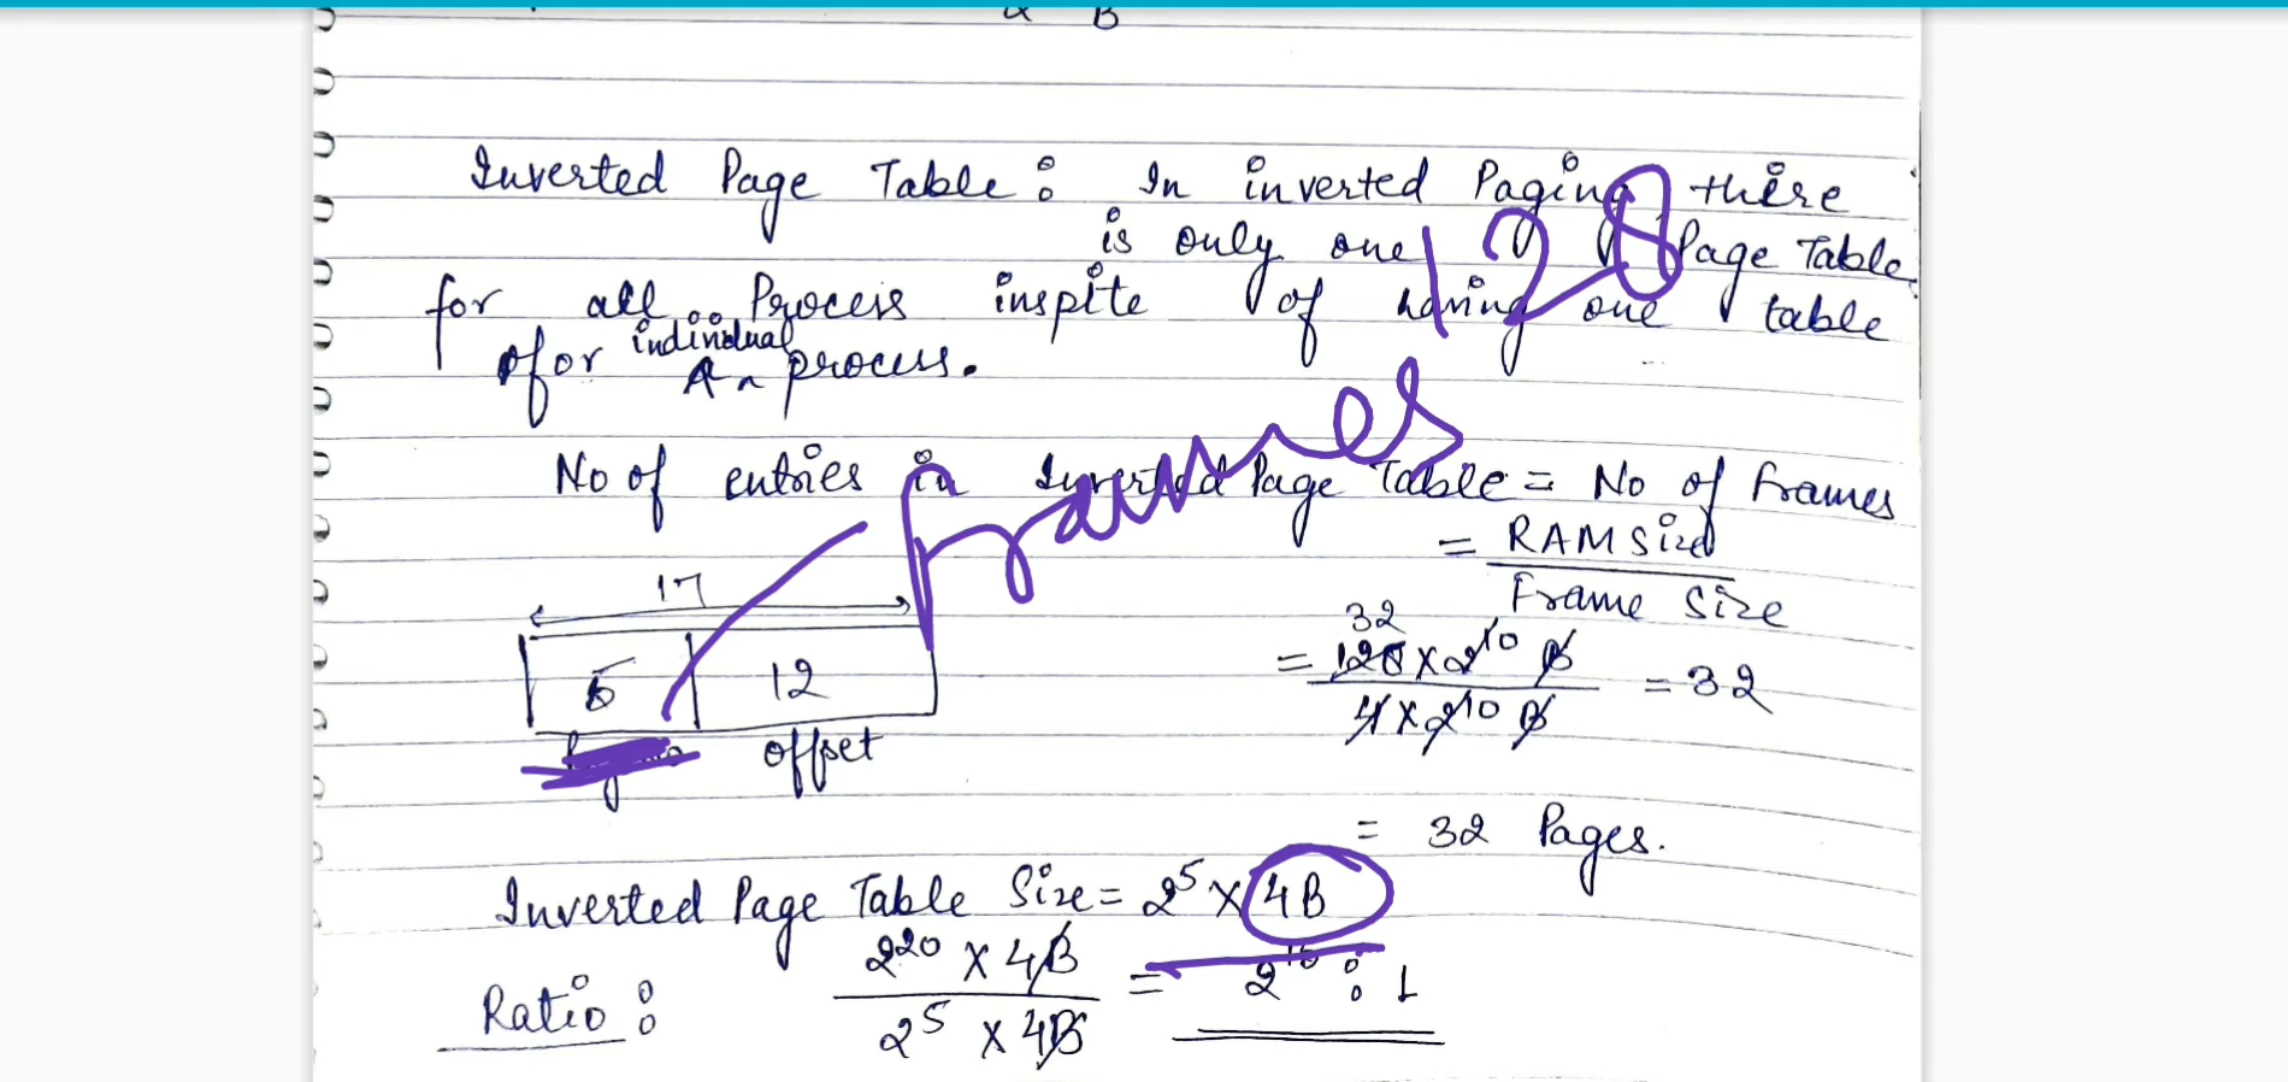 Inverted Page Table : In inverted Paging there
is only one Page Table
for all Process inspite of having one table
for individual process.
No of entries in Inverted Page Table = No of frames
= RAM Size
Frame Size
128
frames
17
5 12
offset
32
= 128 x 2^10 B = 32
4 x 2^10 B
= 32 Pages.
Inverted Page Table Size = 2^5 x 4B
Ratio : 2^20 x 4B = : 1
2^5 x 4B